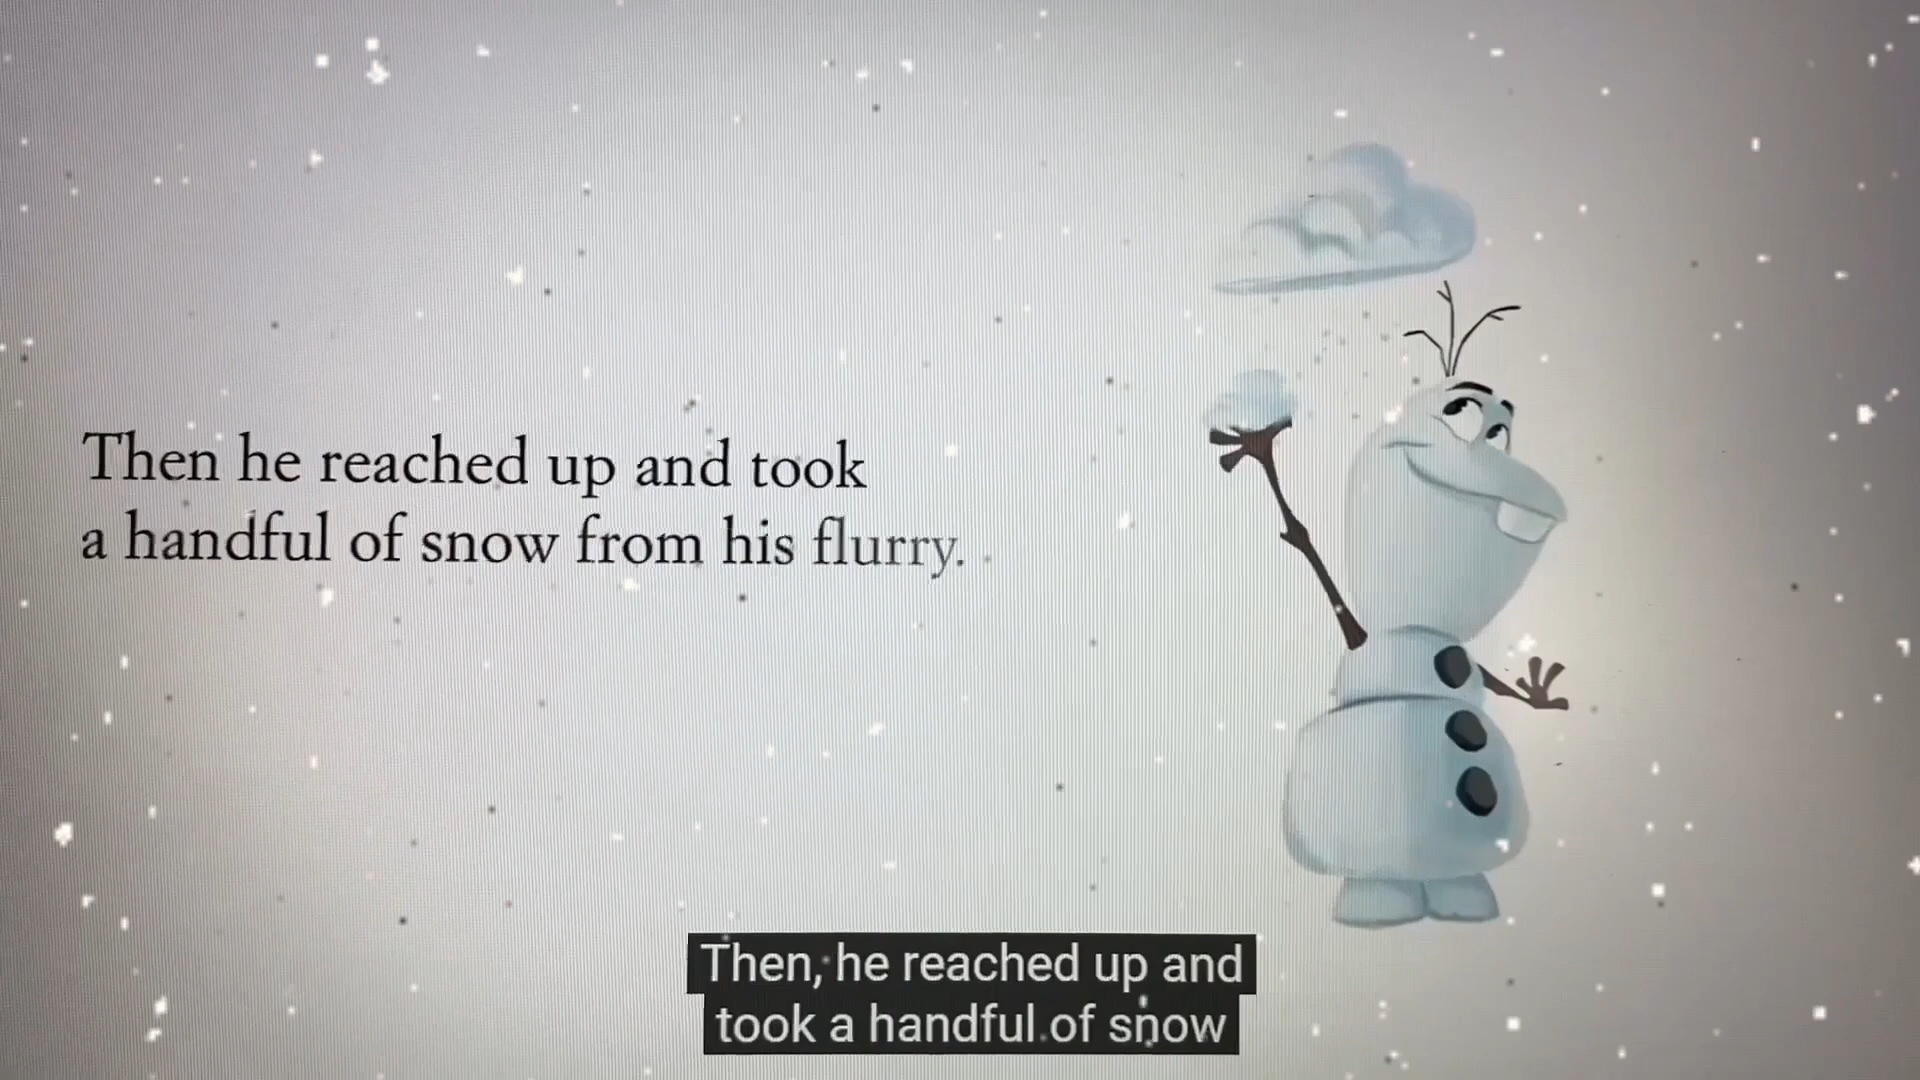 Then he reached up and took
a handful of snow from his flurry.
Then, he reached up and
took a handful of snow